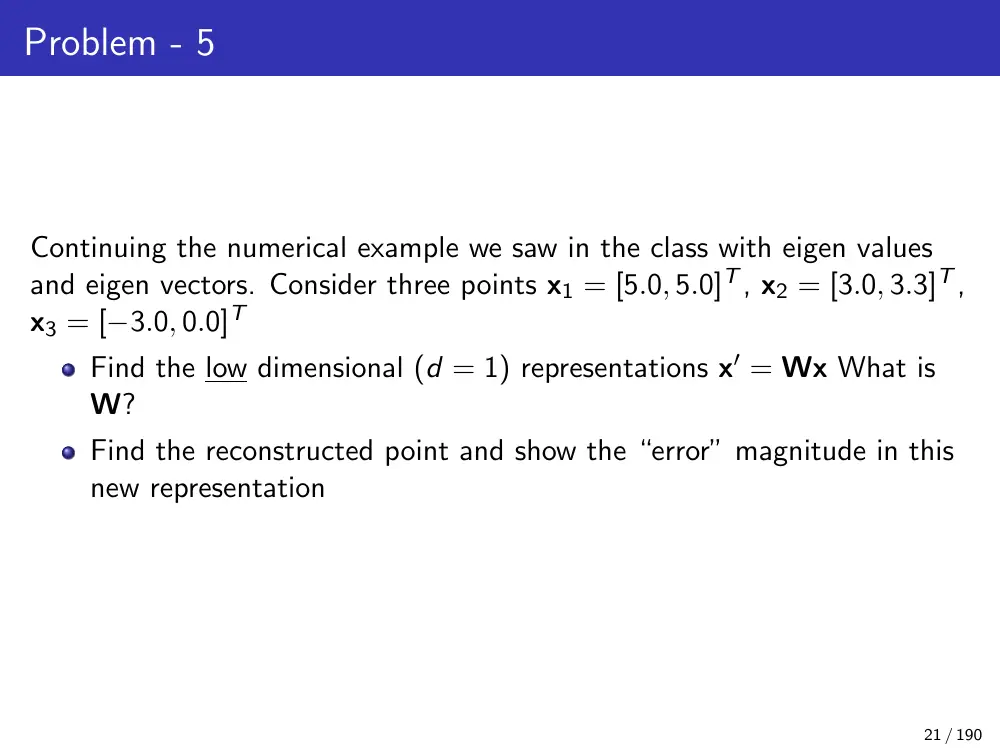 Problem - 5
Continuing the numerical example we saw in the class with eigen values
and eigen vectors. Consider three points x₁ = [5.0, 5.0]ᵀ, x₂ = [3.0, 3.3]ᵀ,
x₃ = [−3.0, 0.0]ᵀ
Find the low dimensional (d = 1) representations x′ = Wx What is
W?
Find the reconstructed point and show the “error” magnitude in this
new representation
21 / 190